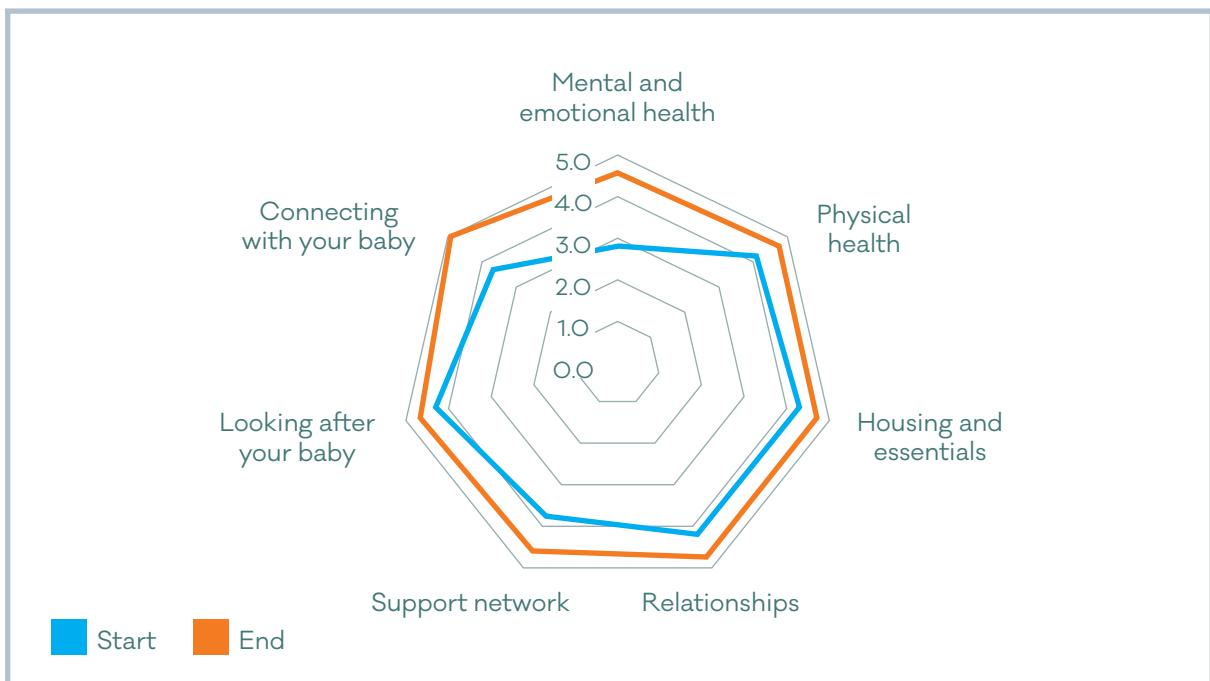 Mental and
emotional health
5.0
4.0
3.0
2.0
1.0
0.0
Physical
health
Housing and
essentials
Relationships
Support network
Looking after
your baby
Connecting
with your baby
Start
End